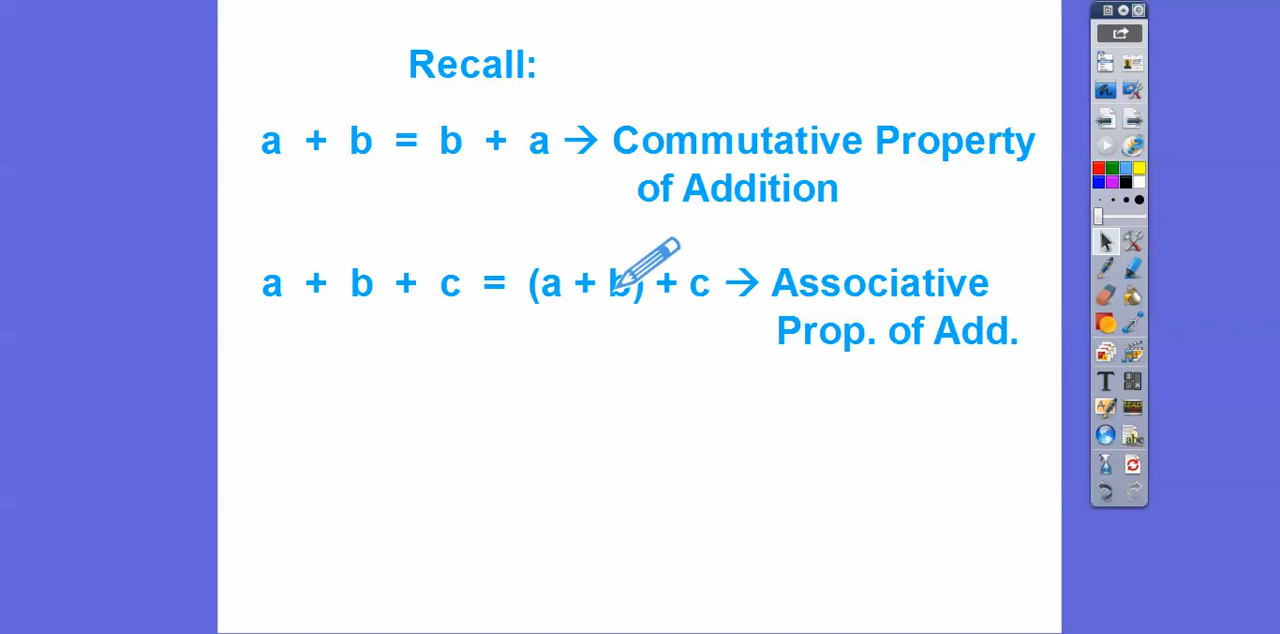 Recall:
a + b = b + a → Commutative Property
of Addition
a + b + c = (a + b) + c → Associative
Prop. of Add.